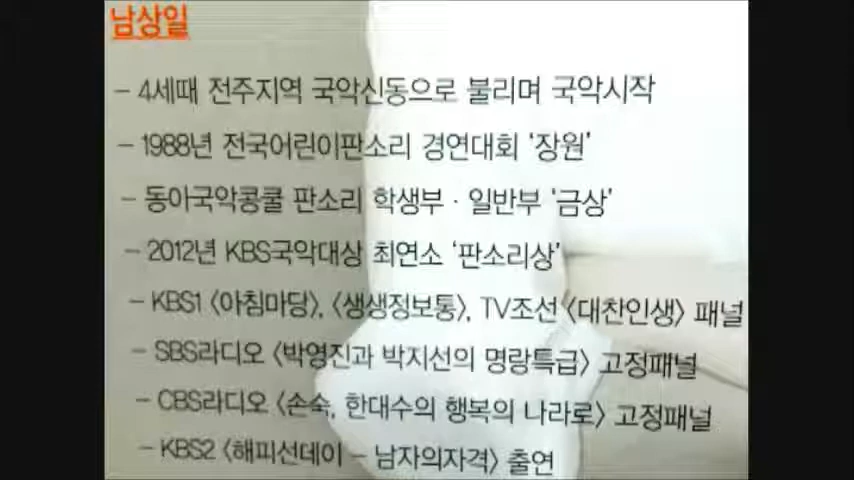 남상일
- 4세때 전주지역 국악신동으로 불리며 국악시작
- 1988년 전국어린이판소리 경연대회 '장원'
- 동아국악콩쿨 판소리 학생부 · 일반부 '금상'
- 2012년 KBS국악대상 최연소 '판소리상'
- KBS1 <아침마당>, <생생정보통>, TV조선 <대찬인생> 패널
- SBS라디오 <박영진과 박지선의 명랑특급> 고정패널
- CBS라디오 <손숙, 한대수의 행복의 나라로> 고정패널
- KBS2 <해피선데이 - 남자의자격> 출연